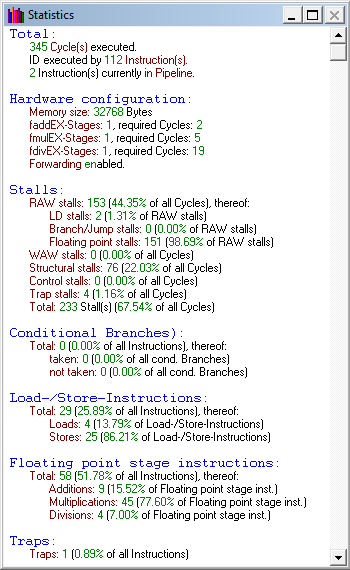 Statistics
Total:
345 Cycle(s) executed.
ID executed by 112 Instruction(s).
2 Instruction(s) currently in Pipeline.
Hardware configuration:
Memory size: 32768 Bytes
faddEX-Stages: 1, required Cycles: 2
fmulEX-Stages: 1, required Cycles: 5
fdivEX-Stages: 1, required Cycles: 19
Forwarding enabled.
Stalls:
RAW stalls: 153 (44.35% of all Cycles), thereof:
LD stalls: 2 (1.31% of RAW stalls)
Branch/Jump stalls: 0 (0.00% of RAW stalls)
Floating point stalls: 151 (98.69% of RAW stalls)
WAW stalls: 0 (0.00% of all Cycles)
Structural stalls: 76 (22.03% of all Cycles)
Control stalls: 0 (0.00% of all Cycles)
Trap stalls: 4 (1.16% of all Cycles)
Total: 233 Stall(s) (67.54% of all Cycles)
Conditional Branches):
Total: 0 (0.00% of all Instructions), thereof:
taken: 0 (0.00% of all cond. Branches)
not taken: 0 (0.00% of all cond. Branches)
Load-/Store-Instructions:
Total: 29 (25.89% of all Instructions), thereof:
Loads: 4 (13.79% of Load-/Store-Instructions)
Stores: 25 (86.21% of Load-/Store-Instructions)
Floating point stage instructions:
Total: 58 (51.78% of all Instructions), thereof:
Additions: 9 (15.52% of Floating point stage inst.)
Multiplications: 45 (77.60% of Floating point stage inst.)
Divisions: 4 (7.00% of Floating point stage inst.)
Traps:
Traps: 1 (0.89% of all Instructions)